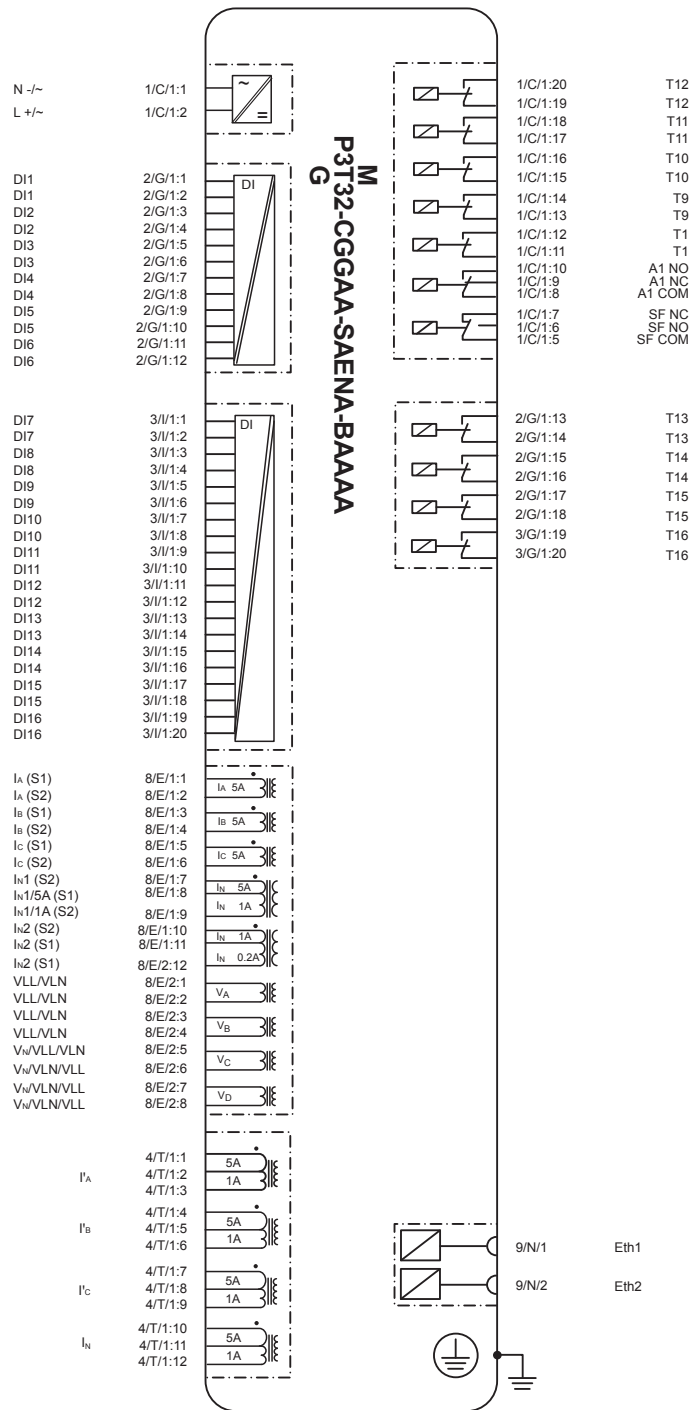 N -/~ 1/C/1:1
L +/~ 1/C/1:2
~
=
DI1 2/G/1:1
DI1 2/G/1:2
DI2 2/G/1:3
DI2 2/G/1:4
DI3 2/G/1:5
DI3 2/G/1:6
DI4 2/G/1:7
DI4 2/G/1:8
DI5 2/G/1:9
DI5 2/G/1:10
DI6 2/G/1:11
DI6 2/G/1:12
DI
DI7 3/I/1:1
DI7 3/I/1:2
DI8 3/I/1:3
DI8 3/I/1:4
DI9 3/I/1:5
DI9 3/I/1:6
DI10 3/I/1:7
DI10 3/I/1:8
DI11 3/I/1:9
DI11 3/I/1:10
DI12 3/I/1:11
DI12 3/I/1:12
DI13 3/I/1:13
DI13 3/I/1:14
DI14 3/I/1:15
DI14 3/I/1:16
DI15 3/I/1:17
DI15 3/I/1:18
DI16 3/I/1:19
DI16 3/I/1:20
DI
IA (S1) 8/E/1:1
IA (S2) 8/E/1:2
IA 5A
IB (S1) 8/E/1:3
IB (S2) 8/E/1:4
IB 5A
IC (S1) 8/E/1:5
IC (S2) 8/E/1:6
IC 5A
IN1 (S2) 8/E/1:7
IN1/5A (S1) 8/E/1:8
IN1/1A (S2) 8/E/1:9
IN 5A
IN 1A
IN2 (S2) 8/E/1:10
IN2 (S1) 8/E/1:11
IN2 (S1) 8/E/2:12
IN 1A
IN 0.2A
VLL/VLN 8/E/2:1
VLL/VLN 8/E/2:2
VA
VLL/VLN 8/E/2:3
VLL/VLN 8/E/2:4
VB
VN/VLL/VLN 8/E/2:5
VN/VLN/VLL 8/E/2:6
VC
VN/VLN/VLL 8/E/2:7
VN/VLN/VLL 8/E/2:8
VD
4/T/1:1
I'A 4/T/1:2
4/T/1:3
5A
1A
4/T/1:4
I'B 4/T/1:5
4/T/1:6
5A
1A
4/T/1:7
I'C 4/T/1:8
4/T/1:9
5A
1A
4/T/1:10
IN 4/T/1:11
4/T/1:12
5A
1A
M
P3T32-CGGAA-SAENA-BAAAA
G
1/C/1:20 T12
1/C/1:19 T12
1/C/1:18 T11
1/C/1:17 T11
1/C/1:16 T10
1/C/1:15 T10
1/C/1:14 T9
1/C/1:13 T9
1/C/1:12 T1
1/C/1:11 T1
1/C/1:10 A1 NO
1/C/1:9 A1 NC
1/C/1:8 A1 COM
1/C/1:7 SF NC
1/C/1:6 SF NO
1/C/1:5 SF COM
2/G/1:13 T13
2/G/1:14 T13
2/G/1:15 T14
2/G/1:16 T14
2/G/1:17 T15
2/G/1:18 T15
3/G/1:19 T16
3/G/1:20 T16
9/N/1 Eth1
9/N/2 Eth2